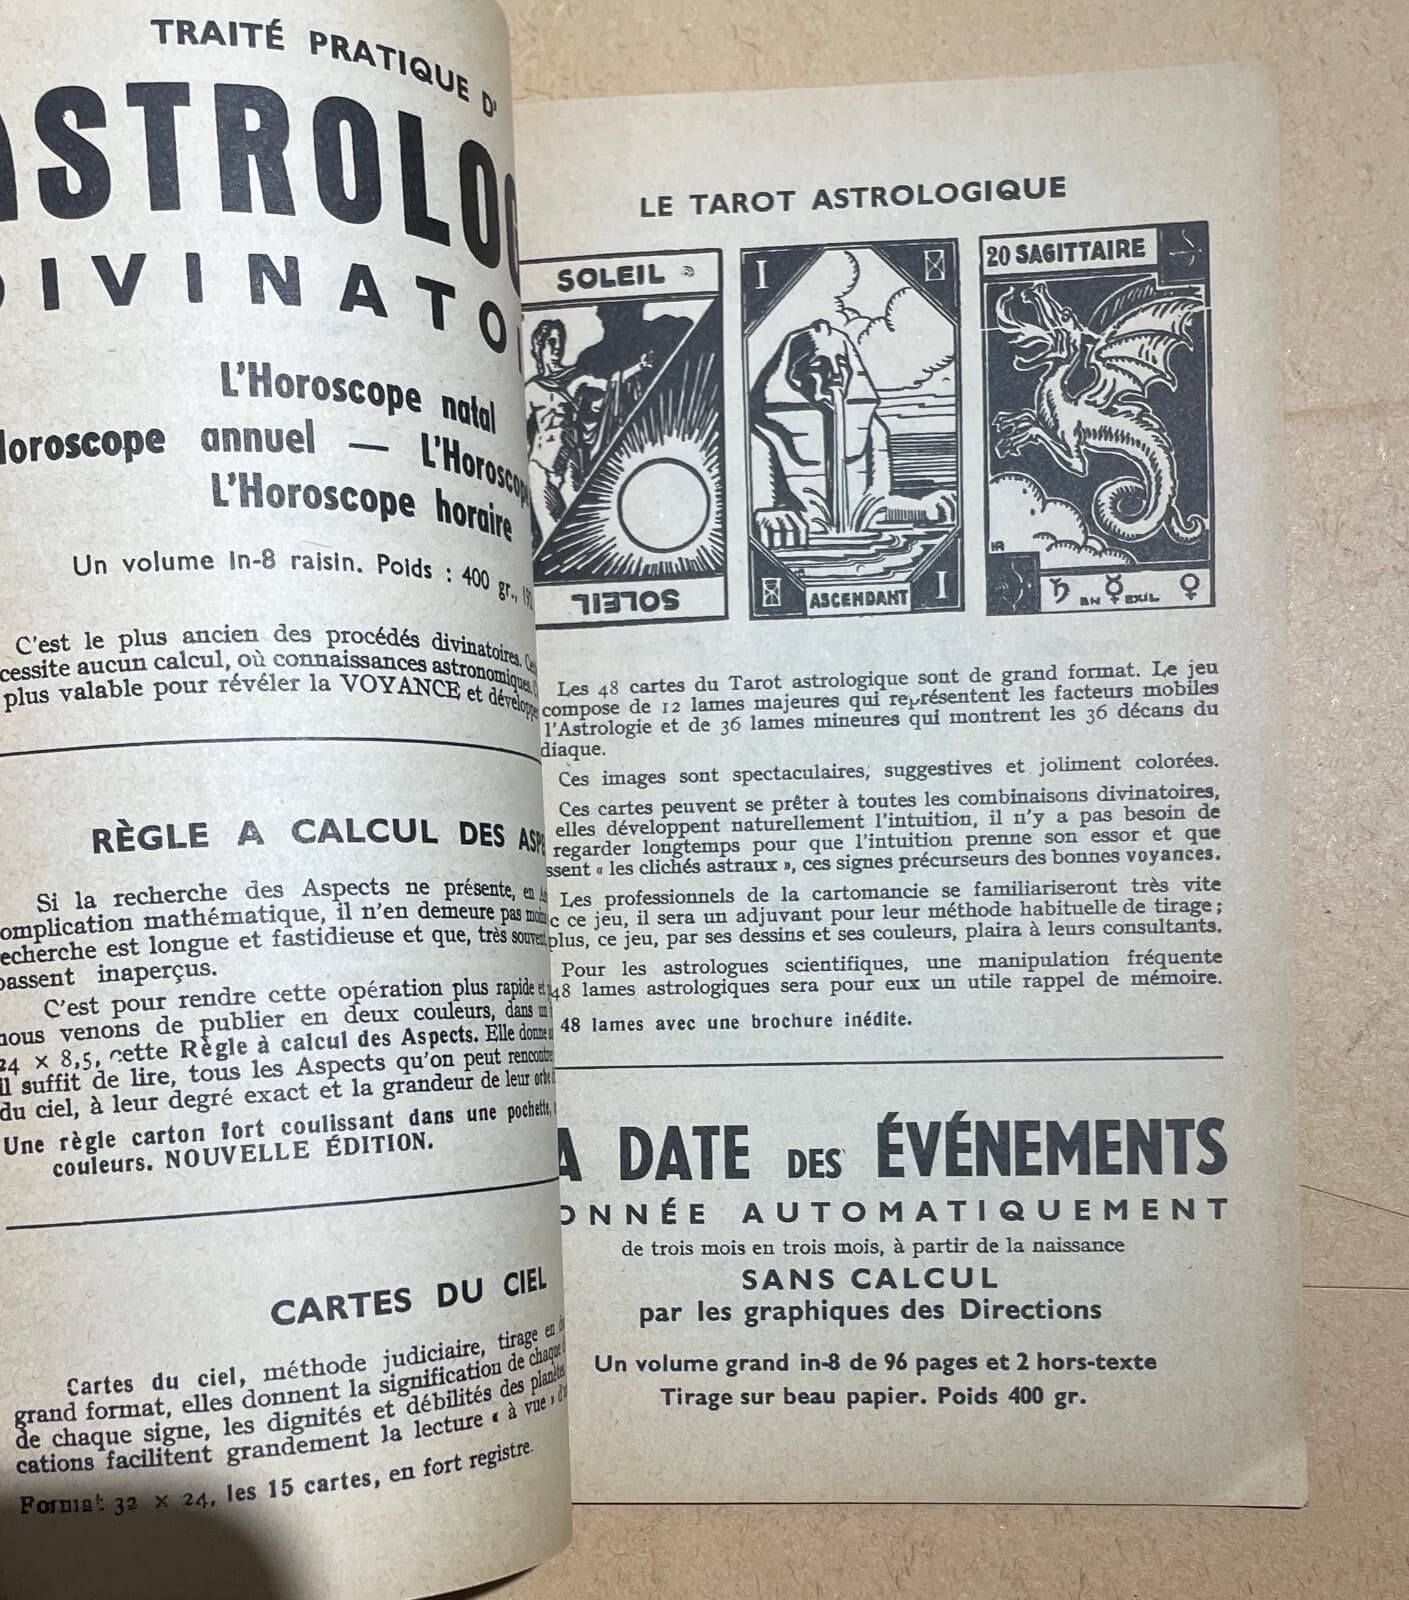 TRAITÉ PRATIQUE D'
ASTROLO
DIVINATO
L'Horoscope natal
Horoscope annuel — L'Horoscope
L'Horoscope horaire
Un volume in-8 raisin. Poids : 400 gr.,
C'est le plus ancien des procédés divinatoires.
cessite aucun calcul, où connaissances astronomiques.
plus valable pour révéler la VOYANCE et développe
RÈGLE A CALCUL DES ASPE
Si la recherche des Aspects ne présente, en
omplication mathématique, il n'en demeure pas moins
echerche est longue et fastidieuse et que, très souvent
passent inaperçus.
C'est pour rendre cette opération plus rapide et
nous venons de publier en deux couleurs, dans un
24 × 8,5, cette Règle à calcul des Aspects. Elle donne
il suffit de lire, tous les Aspects qu'on peut rencontre
du ciel, à leur degré exact et la grandeur de leur orbe
Une règle carton fort coulissant dans une pochette,
couleurs. NOUVELLE ÉDITION.
CARTES DU CIEL
Cartes du ciel, méthode judiciaire, tirage en
grand format, elles donnent la signification de chaque
de chaque signe, les dignités et débilités des planètes
cations facilitent grandement la lecture « à vue »
Format 32 × 24, les 15 cartes, en fort registre.
LE TAROT ASTROLOGIQUE
SOLEIL
SOLEIL
I
ASCENDANT
I
20 SAGITTAIRE
♄ EN ☿ EXIL ♀
Les 48 cartes du Tarot astrologique sont de grand format. Le jeu
compose de 12 lames majeures qui représentent les facteurs mobiles
l'Astrologie et de 36 lames mineures qui montrent les 36 décans du
diaque.
Ces images sont spectaculaires, suggestives et joliment colorées.
Ces cartes peuvent se prêter à toutes les combinaisons divinatoires,
elles développent naturellement l'intuition, il n'y a pas besoin de
regarder longtemps pour que l'intuition prenne son essor et que
ssent « les clichés astraux », ces signes précurseurs des bonnes voyances.
Les professionnels de la cartomancie se familiariseront très vite
c ce jeu, il sera un adjuvant pour leur méthode habituelle de tirage ;
plus, ce jeu, par ses dessins et ses couleurs, plaira à leurs consultants.
Pour les astrologues scientifiques, une manipulation fréquente
48 lames astrologiques sera pour eux un utile rappel de mémoire.
48 lames avec une brochure inédite.
A DATE DES ÉVÉNEMENTS
ONNÉE AUTOMATIQUEMENT
de trois mois en trois mois, à partir de la naissance
SANS CALCUL
par les graphiques des Directions
Un volume grand in-8 de 96 pages et 2 hors-texte
Tirage sur beau papier. Poids 400 gr.